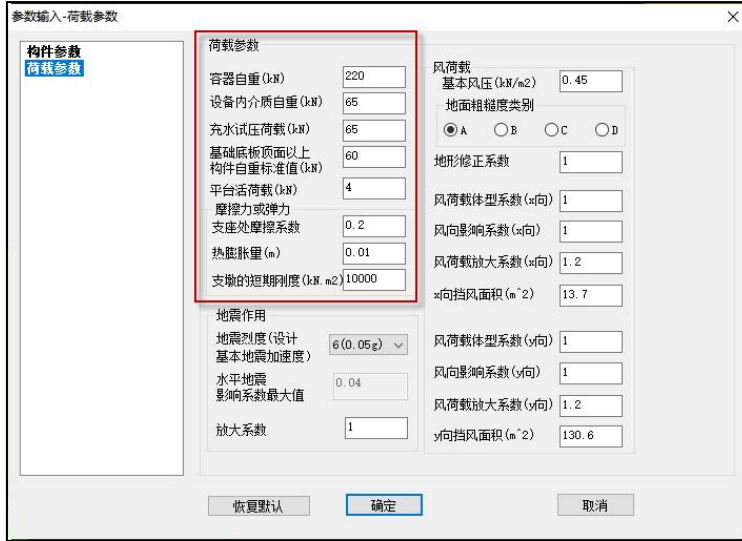 参数输入-荷载参数
构件参数
荷载参数
荷载参数
容器自重(kN) 220
设备内介质自重(kN) 65
充水试压荷载(kN) 65
基础底板顶面以上
构件自重标准值(kN) 60
平台活荷载(kN) 4
摩擦力或弹力
支座处摩擦系数 0.2
热膨胀量(m) 0.01
支墩的短期刚度(kN.m2) 10000
地震作用
地震烈度(设计
基本地震加速度) 6(0.05g)
水平地震
影响系数最大值 0.04
放大系数 1
风荷载
基本风压(kN/m2) 0.45
地面粗糙度类别
A B C D
地形修正系数 1
风荷载体型系数(x向) 1
风向影响系数(x向) 1
风荷载放大系数(x向) 1.2
x向挡风面积(m^2) 13.7
风荷载体型系数(y向) 1
风向影响系数(y向) 1
风荷载放大系数(y向) 1.2
y向挡风面积(m^2) 130.6
恢复默认 确定 取消